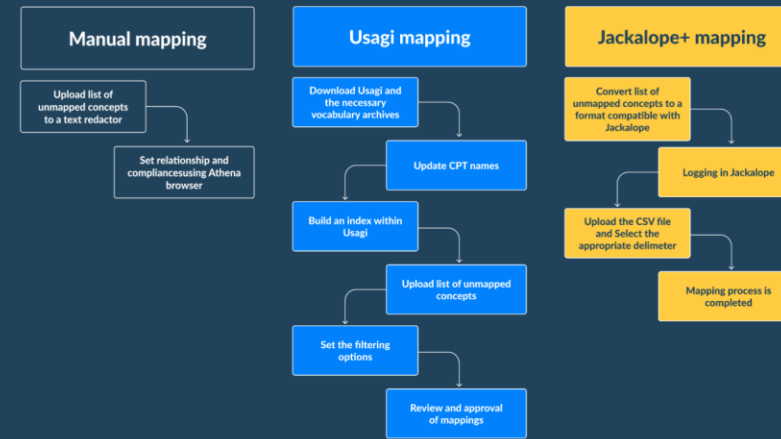 Manual mapping
Upload list of
unmapped concepts
to a text redactor
Set relationship and
compliancesusing Athena
browser
Usagi mapping
Download Usagi and
the necessary
vocabulary archives
Update CPT names
Build an index within
Usagi
Upload list of unmapped
concepts
Set the filtering
options
Review and approval
of mappings
Jackalope+ mapping
Convert list of
unmapped concepts to a
format compatible with
Jackalope
Logging in Jackalope
Upload the CSV file
and Select the
appropriate delimeter
Mapping process is
completed